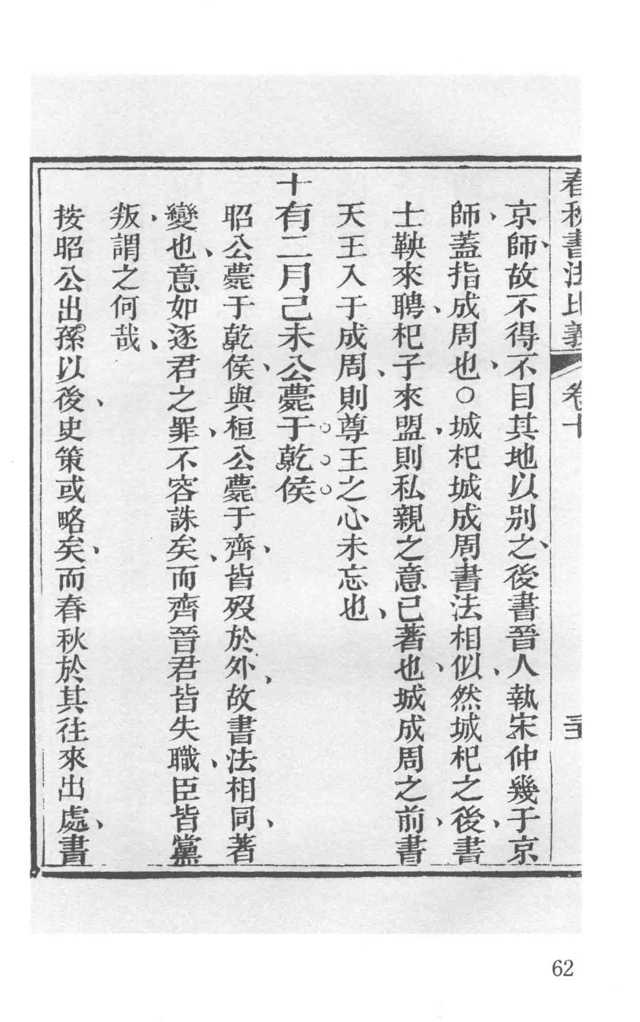 春秋書法比義 卷十
京師故不得不目其地以别之後書晉人執宋仲幾于京
師蓋指成周也○城杞城成周書法相似然城杞之後書
士鞅來聘杞子來盟則私親之意已著也城成周之前書
天王入于成周則尊王之心未忘也
十有二月己未公薨于乾侯
昭公薨于乾侯與桓公薨于齊皆歿於外故書法相同著
變也意如逐君之罪不容誅矣而齊晉君皆失職臣皆黨
叛謂之何哉
按昭公出孫以後史策或略矣而春秋於其往來出處書
62